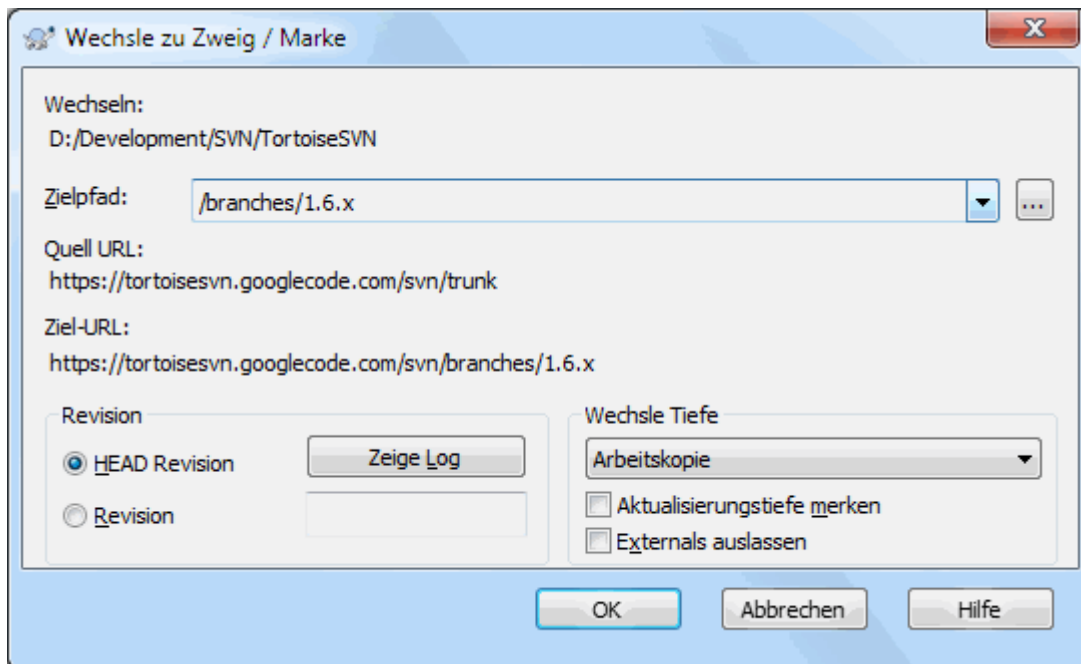 Wechsle zu Zweig / Marke
Wechseln:
D:/Development/SVN/TortoiseSVN
Zielpfad: /branches/1.6.x ...
Quell URL:
https://tortoisesvn.googlecode.com/svn/trunk
Ziel-URL:
https://tortoisesvn.googlecode.com/svn/branches/1.6.x
Revision
HEAD Revision Zeige Log
Revision
Wechsle Tiefe
Arbeitskopie
Aktualisierungstiefe merken
Externals auslassen
OK Abbrechen Hilfe